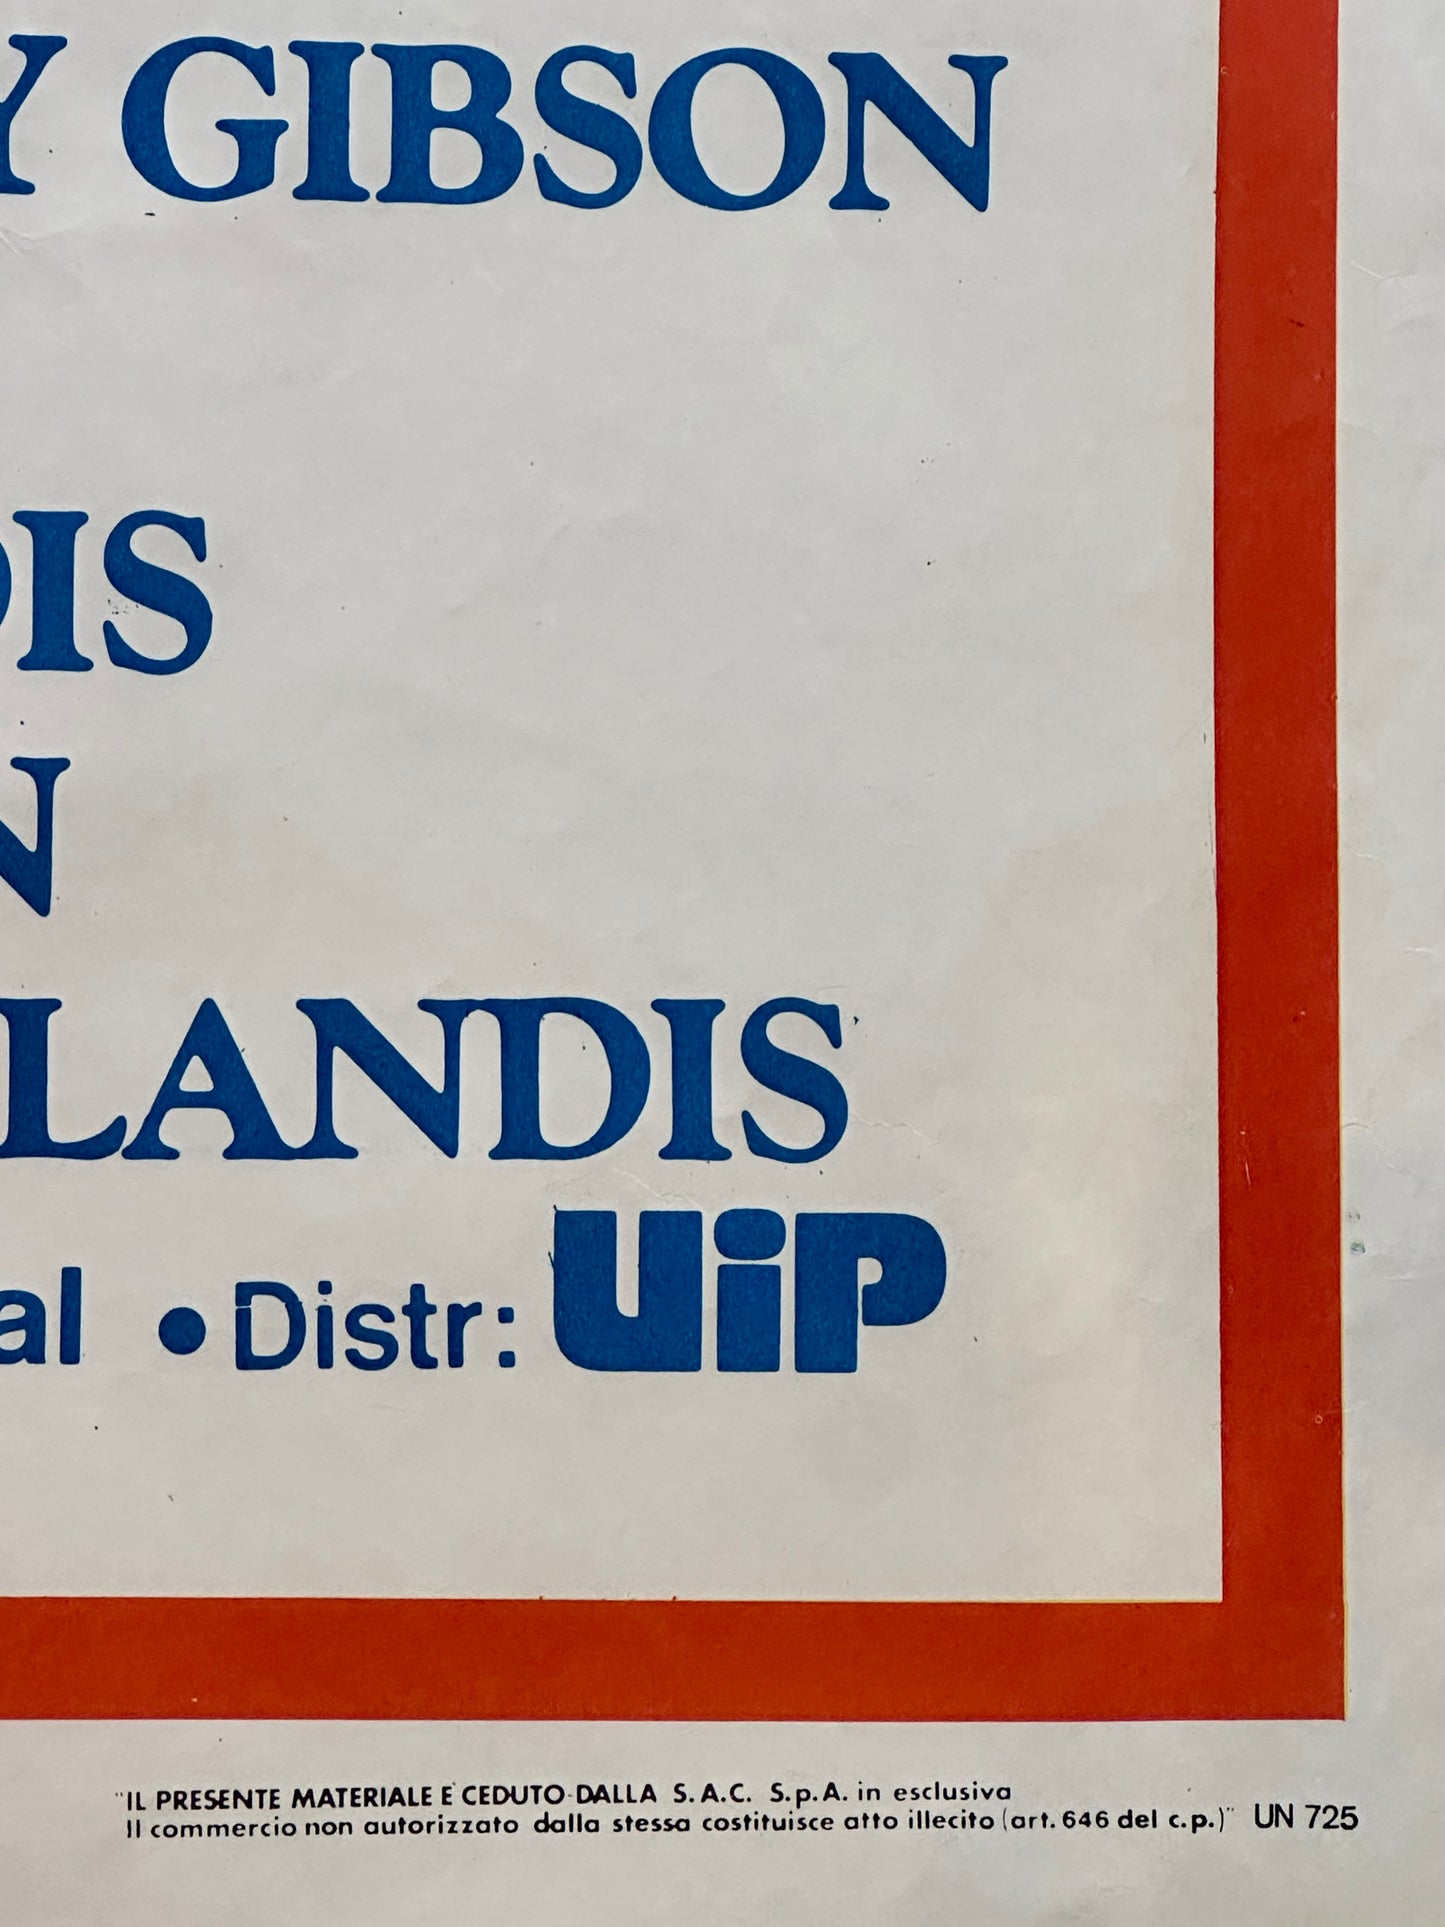 Y GIBSON
DIS
N
LANDIS
al • Distr: UiP
"IL PRESENTE MATERIALE E' CEDUTO DALLA S.A.C. S.p.A. in esclusiva
Il commercio non autorizzato dalla stessa costituisce atto illecito (art. 646 del c.p.)" UN 725